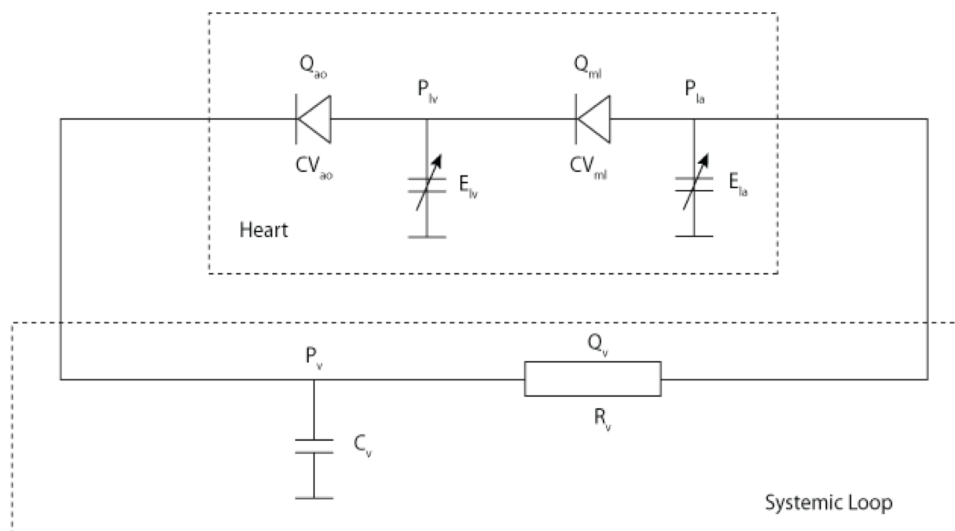 Q_ao Q_ml
P_lv P_la
CV_ao CV_ml
E_lv E_la
Heart
P_v Q_v
R_v
C_v
Systemic Loop